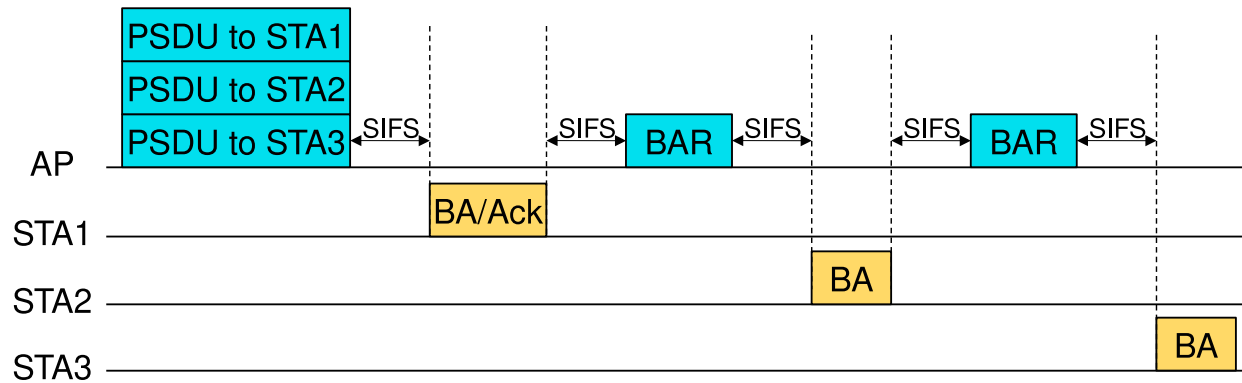 PSDU to STA1
PSDU to STA2
PSDU to STA3
SIFS
SIFS
BAR
SIFS
SIFS
BAR
SIFS
AP
BA/Ack
STA1
BA
STA2
BA
STA3